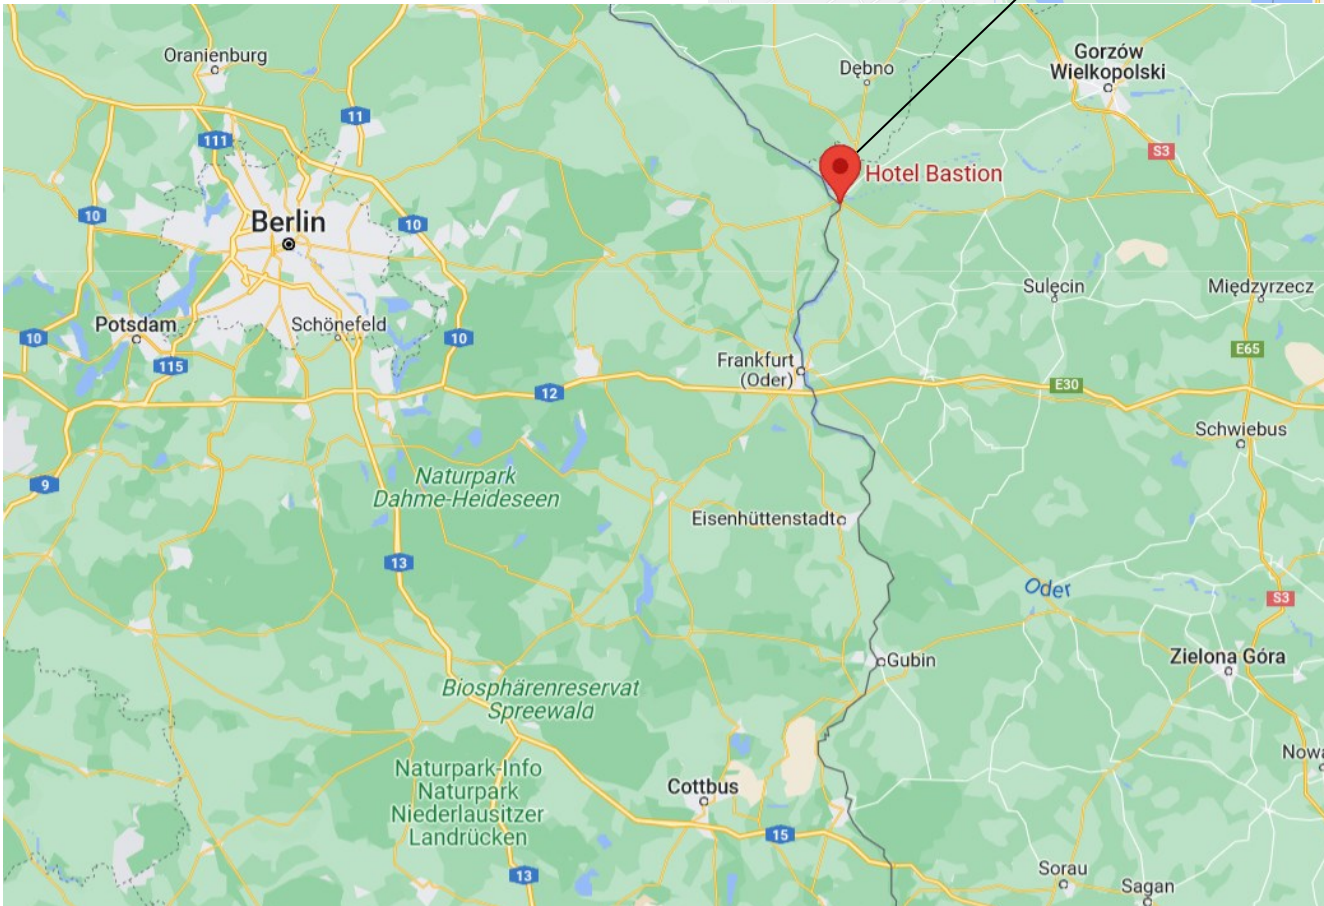 Oranienburg
Dębno
Gorzów
Wielkopolski
11
111
S3
Hotel Bastion
10
Berlin
10
Sulęcin
Międzyrzecz
Potsdam
Schönefeld
10
10
E65
115
Frankfurt
(Oder)
12
E30
Schwiebus
9
Naturpark
Dahme-Heideseen
Eisenhüttenstadt
13
Oder
S3
Gubin
Zielona Góra
Biosphärenreservat
Spreewald
Nowa
Naturpark-Info
Naturpark
Niederlausitzer
Landrücken
Cottbus
15
13
Sorau
Sagan